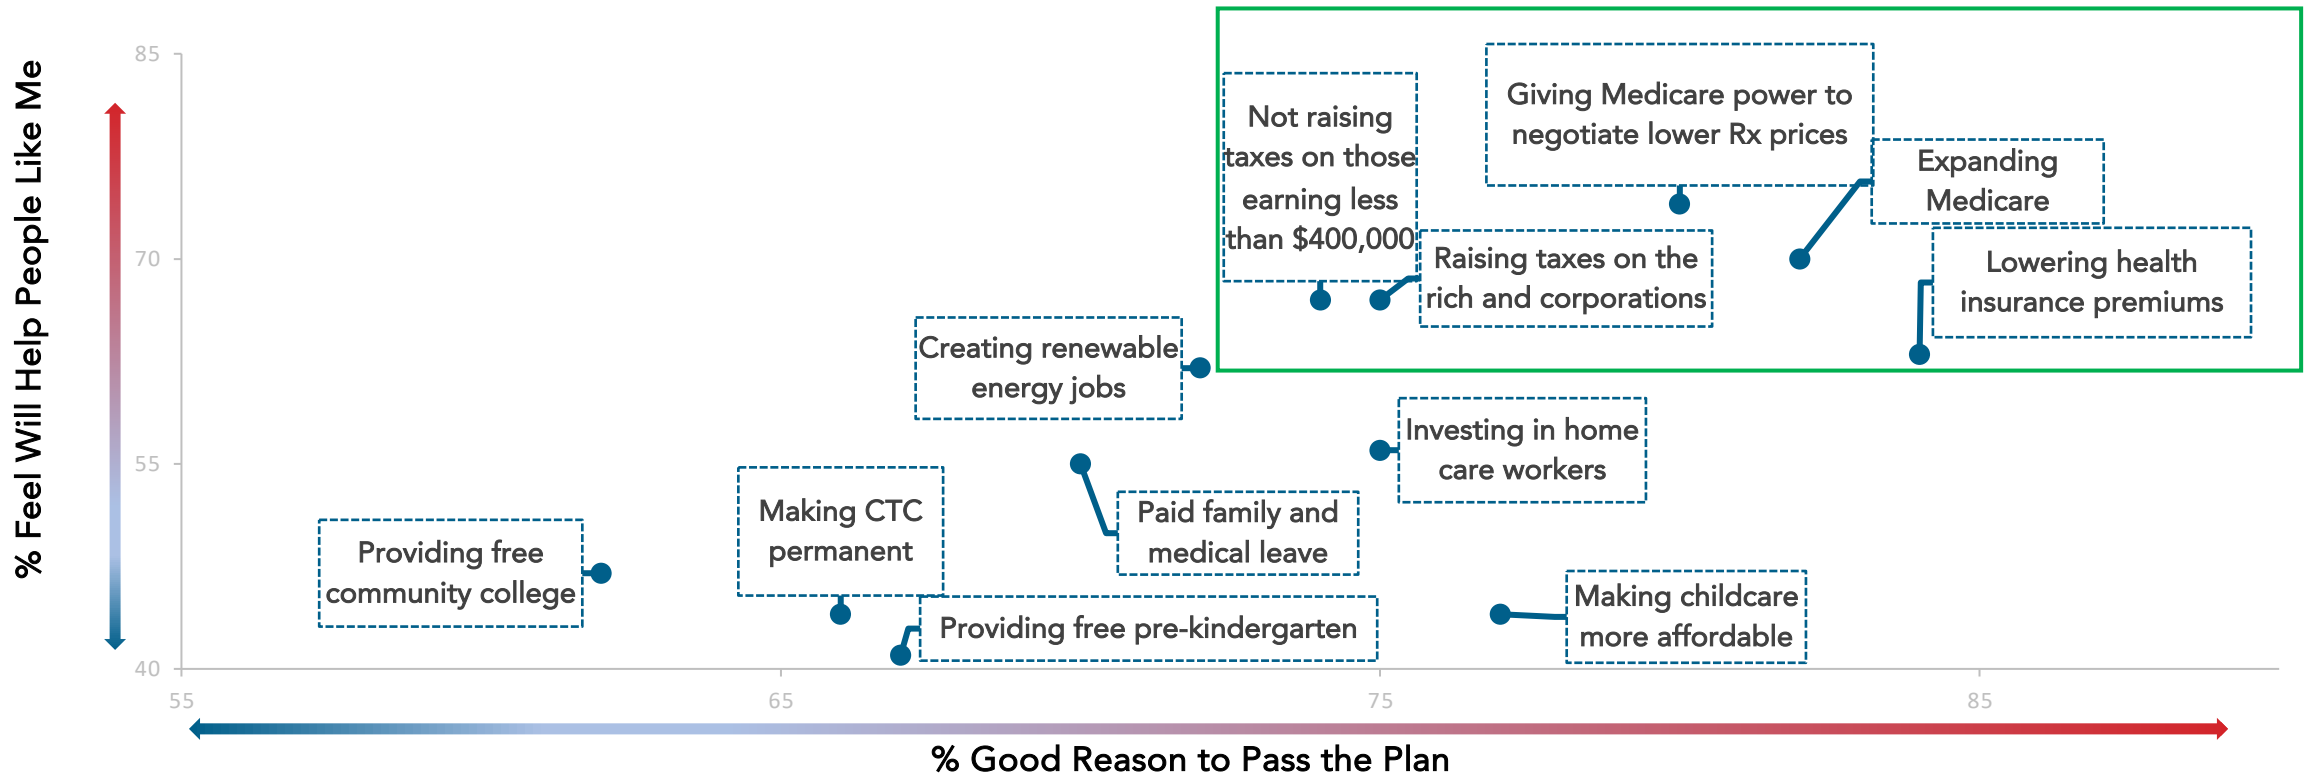 % Feel Will Help People Like Me
85
70
55
40
Not raising
taxes on those
earning less
than $400,000
Giving Medicare power to
negotiate lower Rx prices
Expanding
Medicare
Raising taxes on the
rich and corporations
Lowering health
insurance premiums
Creating renewable
energy jobs
Investing in home
care workers
Making CTC
permanent
Paid family and
medical leave
Providing free
community college
Providing free pre-kindergarten
Making childcare
more affordable
55
65
75
85
% Good Reason to Pass the Plan